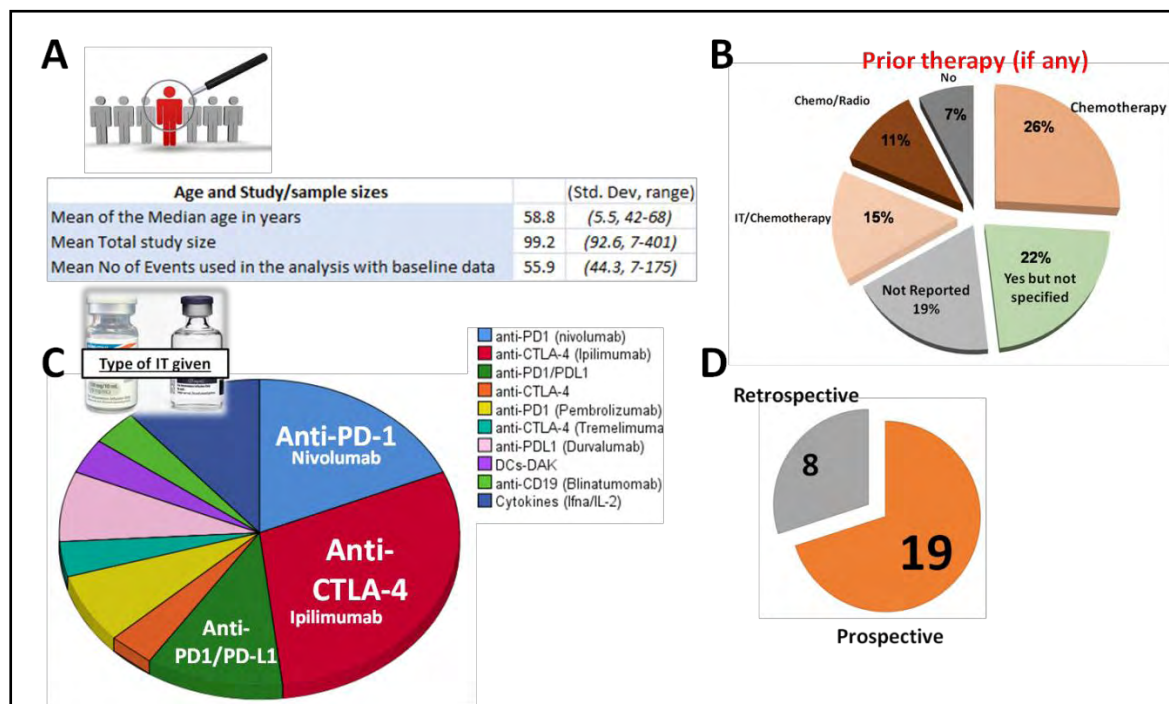 A
Age and Study/sample sizes (Std. Dev, range)
Mean of the Median age in years 58.8 (5.5, 42-68)
Mean Total study size 99.2 (92.6, 7-401)
Mean No of Events used in the analysis with baseline data 55.9 (44.3, 7-175)
B
Prior therapy (if any)
No
7%
Chemotherapy
26%
Chemo/Radio
11%
IT/Chemotherapy
15%
22%
Yes but not
specified
Not Reported
19%
C
Type of IT given
anti-PD1 (nivolumab)
anti-CTLA-4 (Ipilimumab)
anti-PD1/PDL1
anti-CTLA-4
anti-PD1 (Pembrolizumab)
anti-CTLA-4 (Tremelimuma
anti-PDL1 (Durvalumab)
DCs-DAK
anti-CD19 (Blinatumomab)
Cytokines (Ifna/IL-2)
Anti-PD-1
Nivolumab
Anti-
CTLA-4
Ipilimumab
Anti-
PD1/PD-L1
D
Retrospective
8
19
Prospective